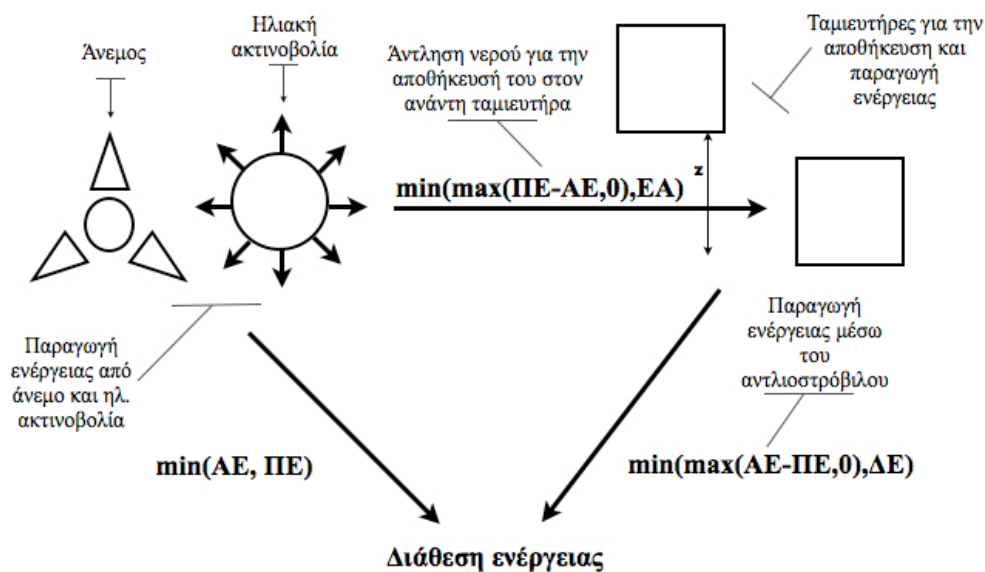 Άνεμος
Ηλιακή
ακτινοβολία
Άντληση νερού για την
αποθήκευσή του στον
ανάντη ταμιευτήρα
Ταμιευτήρες για την
αποθήκευση και
παραγωγή
ενέργειας
z
min(max(ΠΕ-ΑΕ,0),ΕΑ)
Παραγωγή
ενέργειας από
άνεμο και ηλ.
ακτινοβολία
Παραγωγή
ενέργειας μέσω
του
αντλιοστρόβιλου
min(ΑΕ, ΠΕ)
min(max(ΑΕ-ΠΕ,0),ΔΕ)
Διάθεση ενέργειας